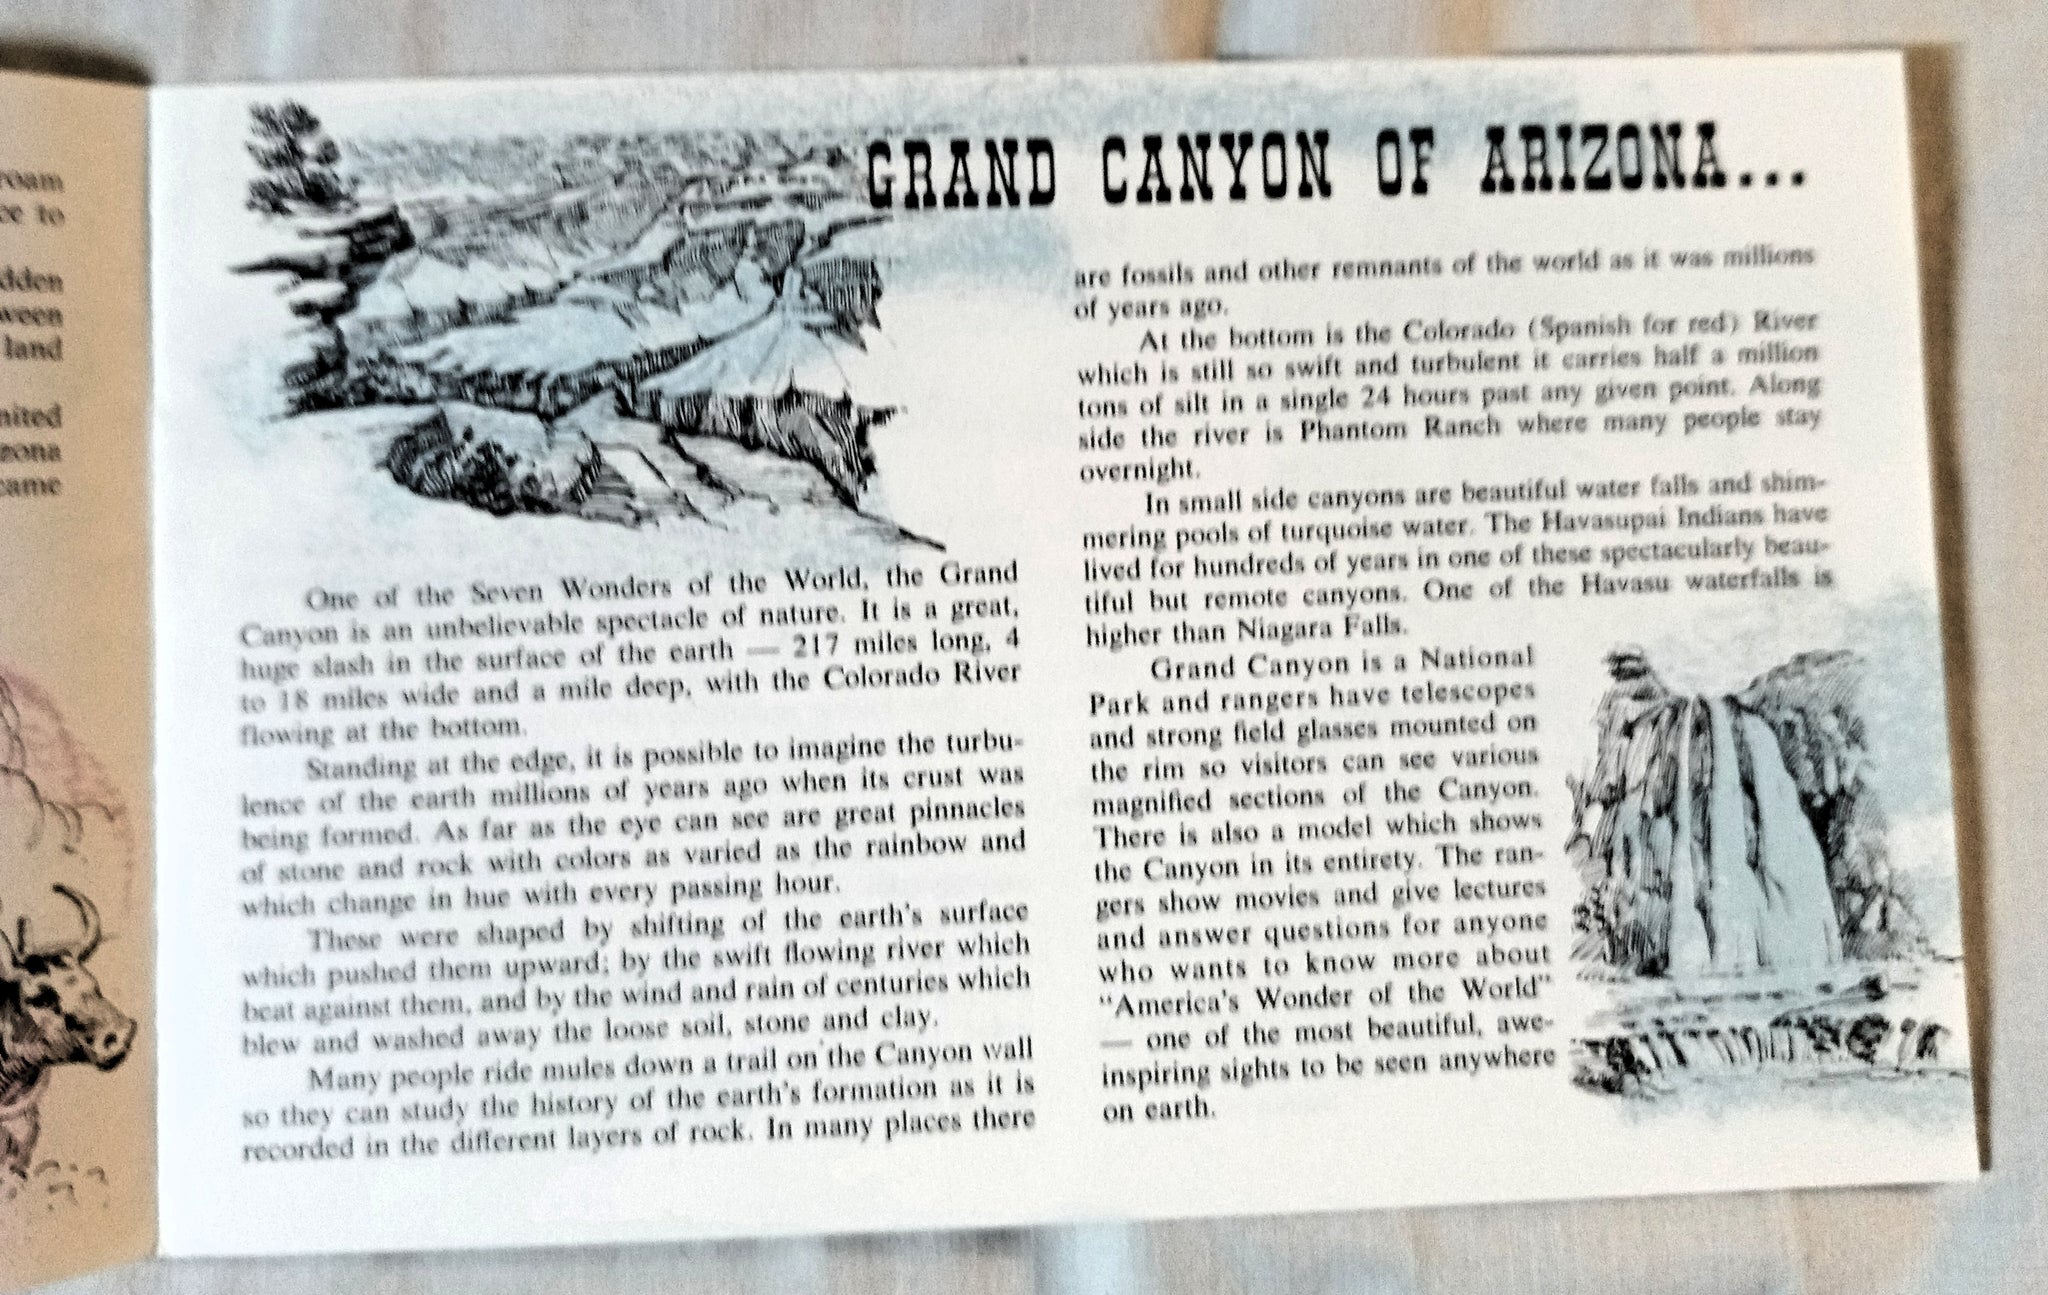 roam
ce to
dden
ween
land
nited
zona
came
GRAND CANYON OF ARIZONA...
One of the Seven Wonders of the World, the Grand
Canyon is an unbelievable spectacle of nature. It is a great,
huge slash in the surface of the earth — 217 miles long, 4
to 18 miles wide and a mile deep, with the Colorado River
flowing at the bottom.
Standing at the edge, it is possible to imagine the turbu-
lence of the earth millions of years ago when its crust was
being formed. As far as the eye can see are great pinnacles
of stone and rock with colors as varied as the rainbow and
which change in hue with every passing hour.
These were shaped by shifting of the earth's surface
which pushed them upward; by the swift flowing river which
beat against them, and by the wind and rain of centuries which
blew and washed away the loose soil, stone and clay.
Many people ride mules down a trail on the Canyon wall
so they can study the history of the earth's formation as it is
recorded in the different layers of rock. In many places there
are fossils and other remnants of the world as it was millions
of years ago.
At the bottom is the Colorado (Spanish for red) River
which is still so swift and turbulent it carries half a million
tons of silt in a single 24 hours past any given point. Along
side the river is Phantom Ranch where many people stay
overnight.
In small side canyons are beautiful water falls and shim-
mering pools of turquoise water. The Havasupai Indians have
lived for hundreds of years in one of these spectacularly beau-
tiful but remote canyons. One of the Havasu waterfalls is
higher than Niagara Falls.
Grand Canyon is a National
Park and rangers have telescopes
and strong field glasses mounted on
the rim so visitors can see various
magnified sections of the Canyon.
There is also a model which shows
the Canyon in its entirety. The ran-
gers show movies and give lectures
and answer questions for anyone
who wants to know more about
"America's Wonder of the World"
— one of the most beautiful, awe-
inspiring sights to be seen anywhere
on earth.